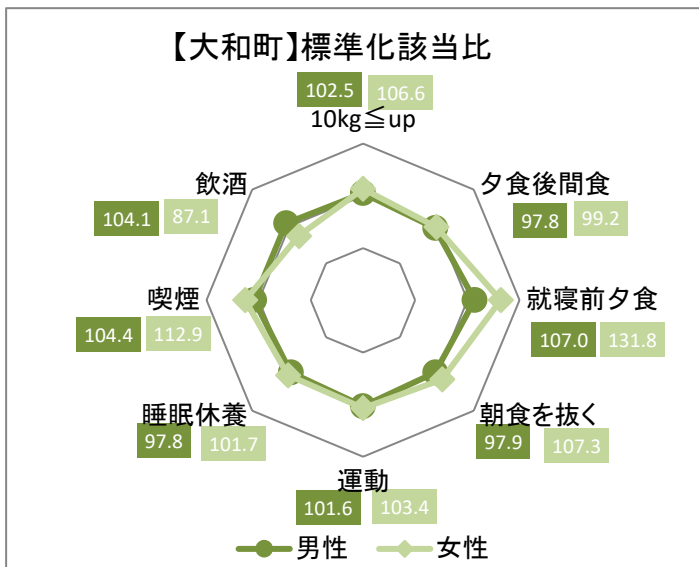 【大和町】標準化該当比
102.5 106.6
10kg≦up
飲酒
104.1 87.1
夕食後間食
97.8 99.2
喫煙
104.4 112.9
就寝前夕食
107.0 131.8
睡眠休養
97.8 101.7
朝食を抜く
97.9 107.3
運動
101.6 103.4
男性 女性